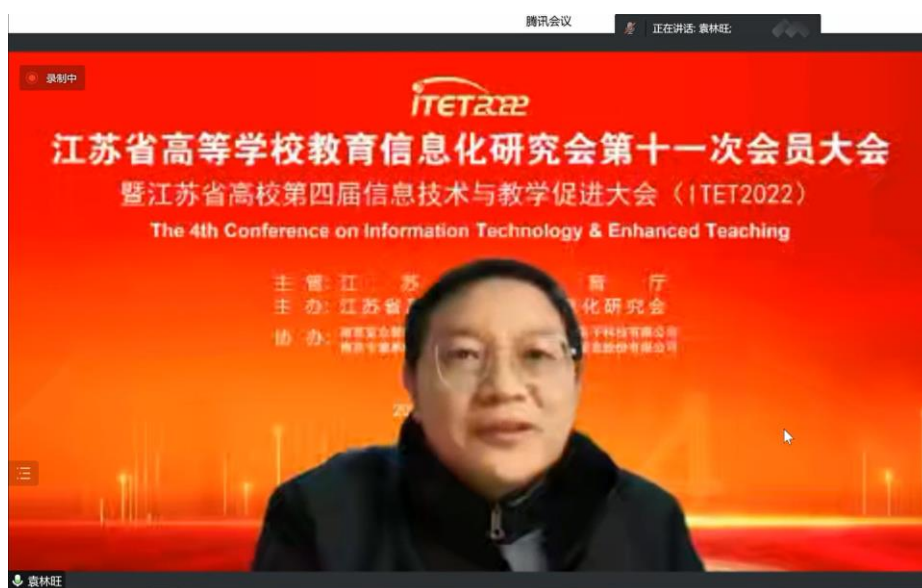 腾讯会议
正在讲话: 袁林旺;
录制中
iTET2022
江苏省高等学校教育信息化研究会第十一次会员大会
暨江苏省高校第四届信息技术与教学促进大会（ITET2022）
The 4th Conference on Information Technology & Enhanced Teaching
主 管: 江 苏 育 厅
主 办: 江苏省 化研究会
协 办:
袁林旺